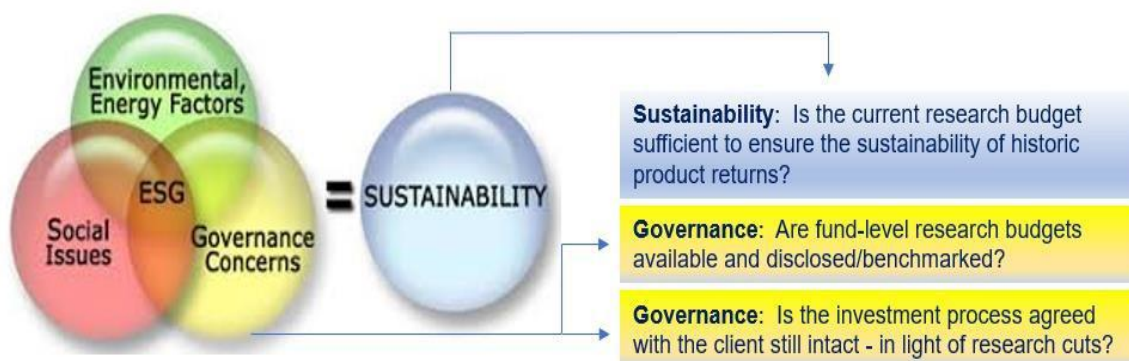 Environmental,
Energy Factors
ESG
Social
Issues
Governance
Concerns
=
SUSTAINABILITY
Sustainability: Is the current research budget
sufficient to ensure the sustainability of historic
product returns?
Governance: Are fund-level research budgets
available and disclosed/benchmarked?
Governance: Is the investment process agreed
with the client still intact - in light of research cuts?